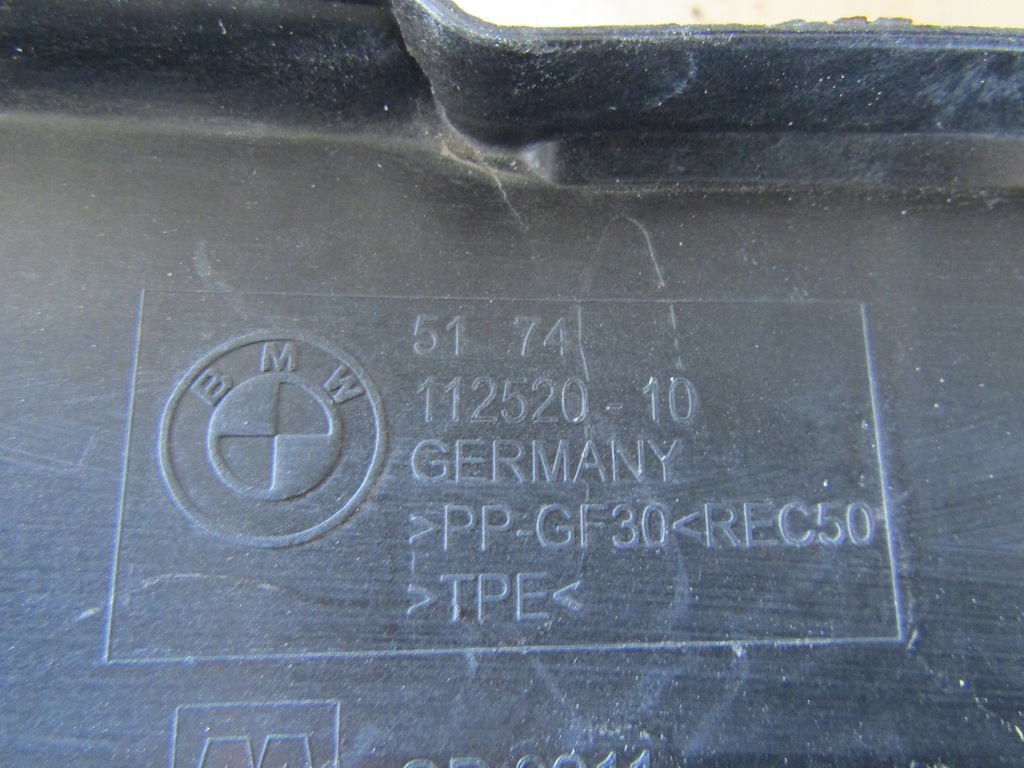 BMW
51 74
112520 - 10
GERMANY
>PP-GF30<REC50
>TPE<